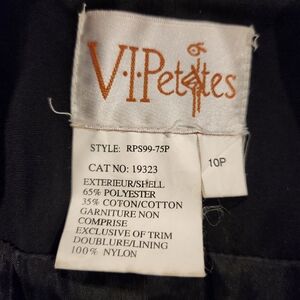 V·I·Petites
STYLE: RPS99-75P
10P
CAT NO: 19323
EXTERIEUR/SHELL
65% POLYESTER
35% COTON/COTTON
GARNITURE NON
COMPRISE
EXCLUSIVE OF TRIM
DOUBLURE/LINING
100% NYLON